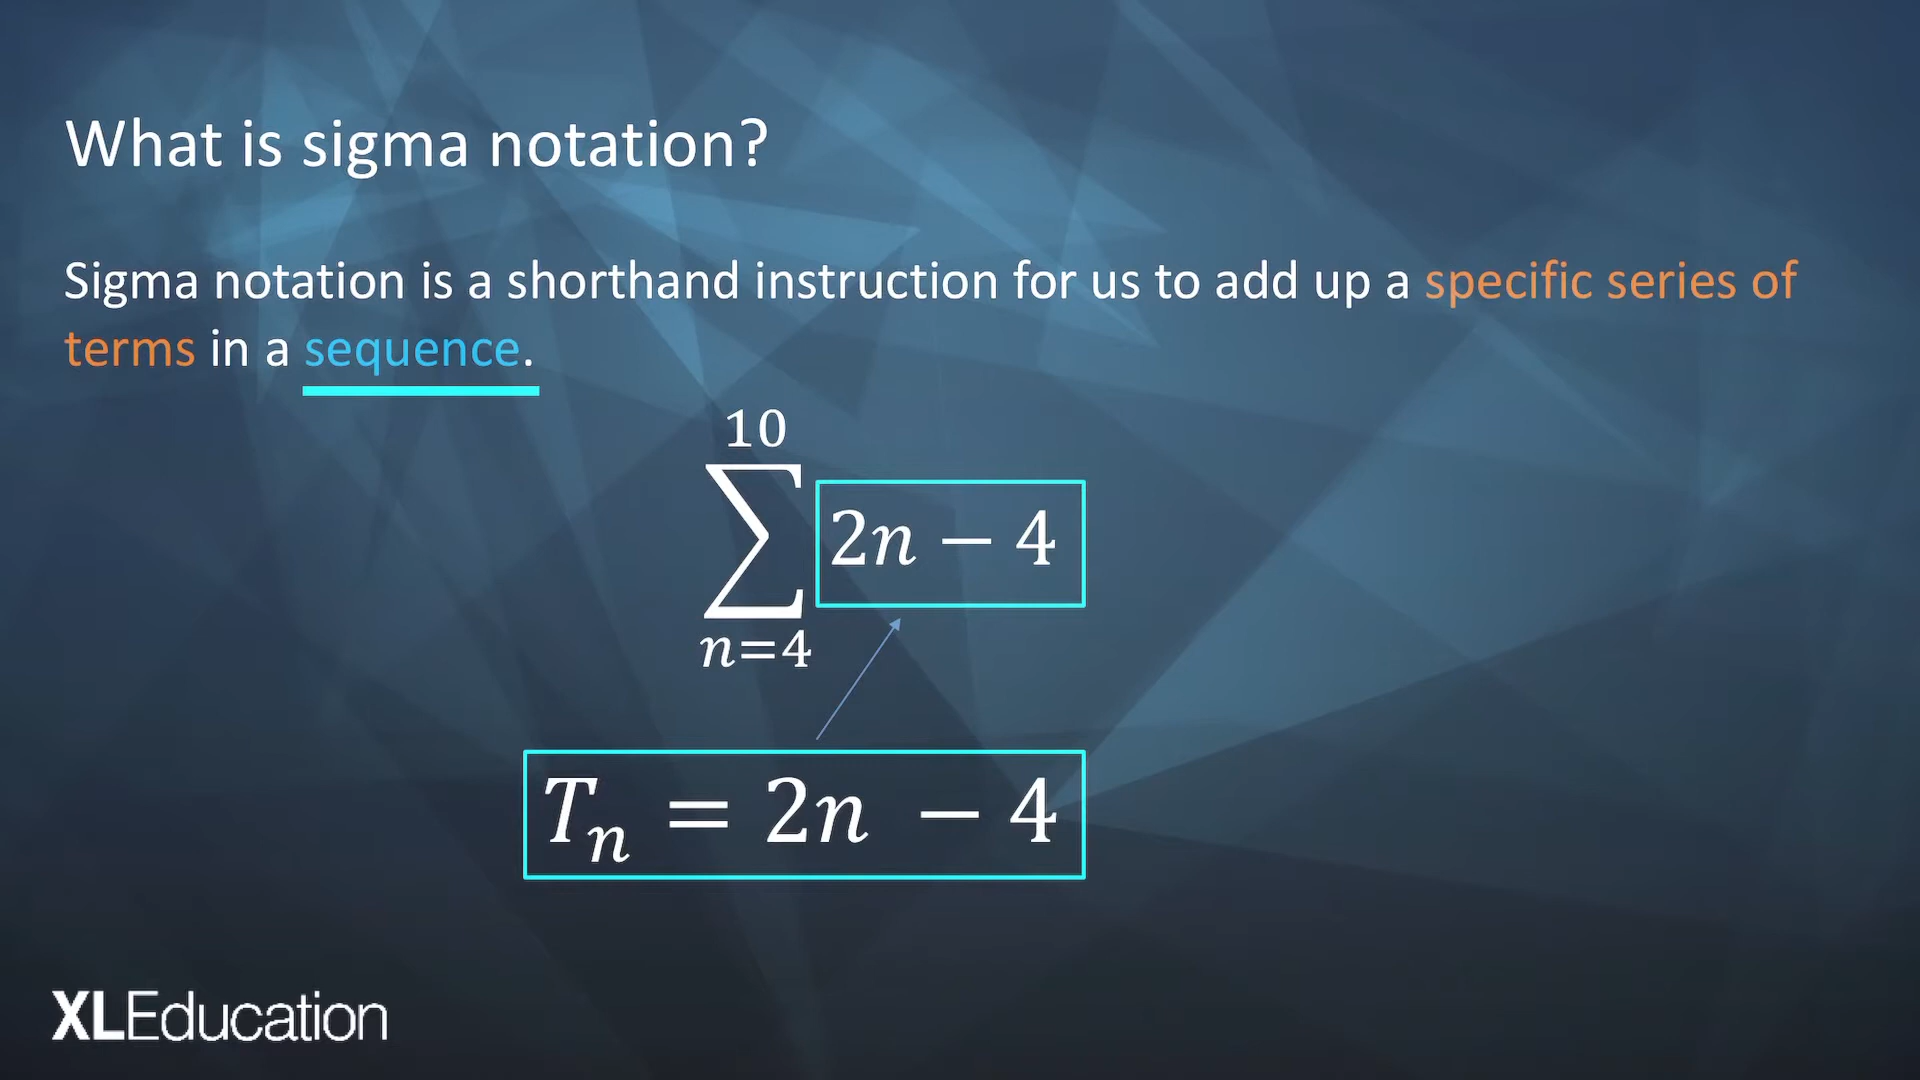 What is sigma notation?
Sigma notation is a shorthand instruction for us to add up a specific series of
terms in a sequence.
10
∑ 2n − 4
n=4
Tₙ = 2n − 4
XLEducation